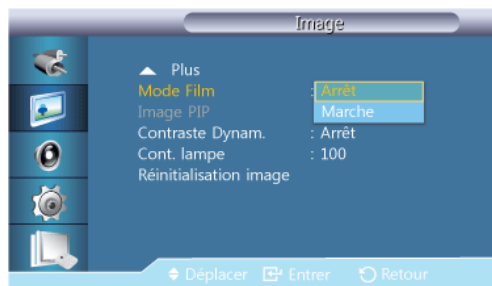 Image
Plus
Mode Film : Arrêt
Image PIP Marche
Contraste Dynam. : Arrêt
Cont. lampe : 100
Réinitialisation image
Déplacer Entrer Retour